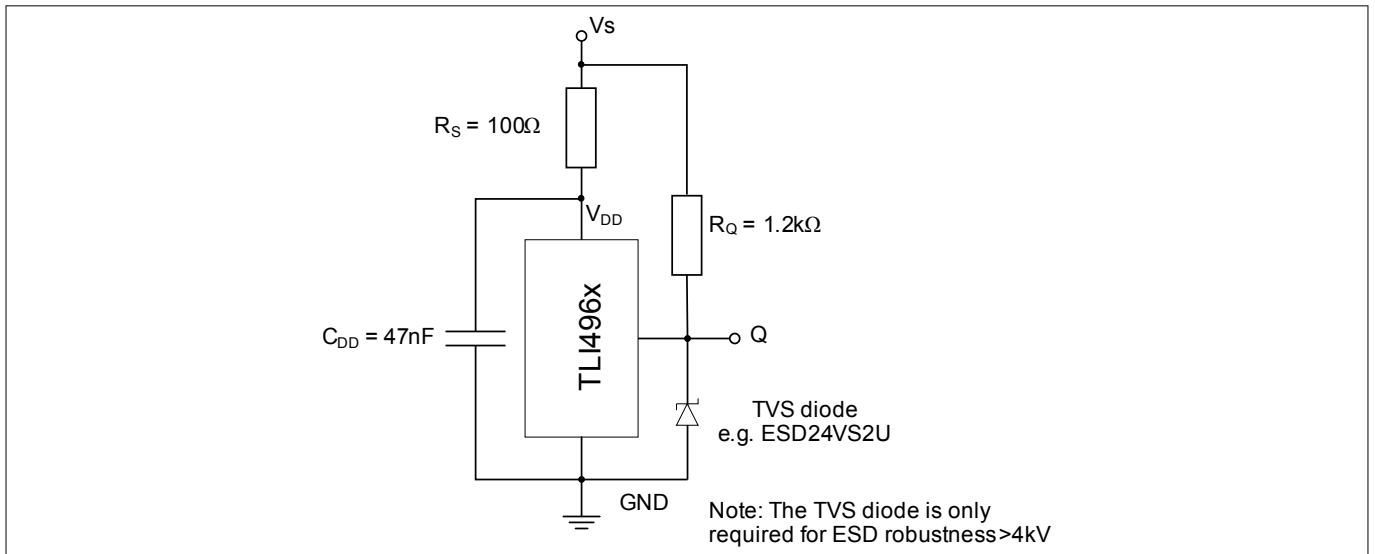 Vs
R_S = 100Ω
V_DD
R_Q = 1.2kΩ
TLI496x
C_DD = 47nF
Q
TVS diode
e.g. ESD24VS2U
GND
Note: The TVS diode is only
required for ESD robustness>4kV